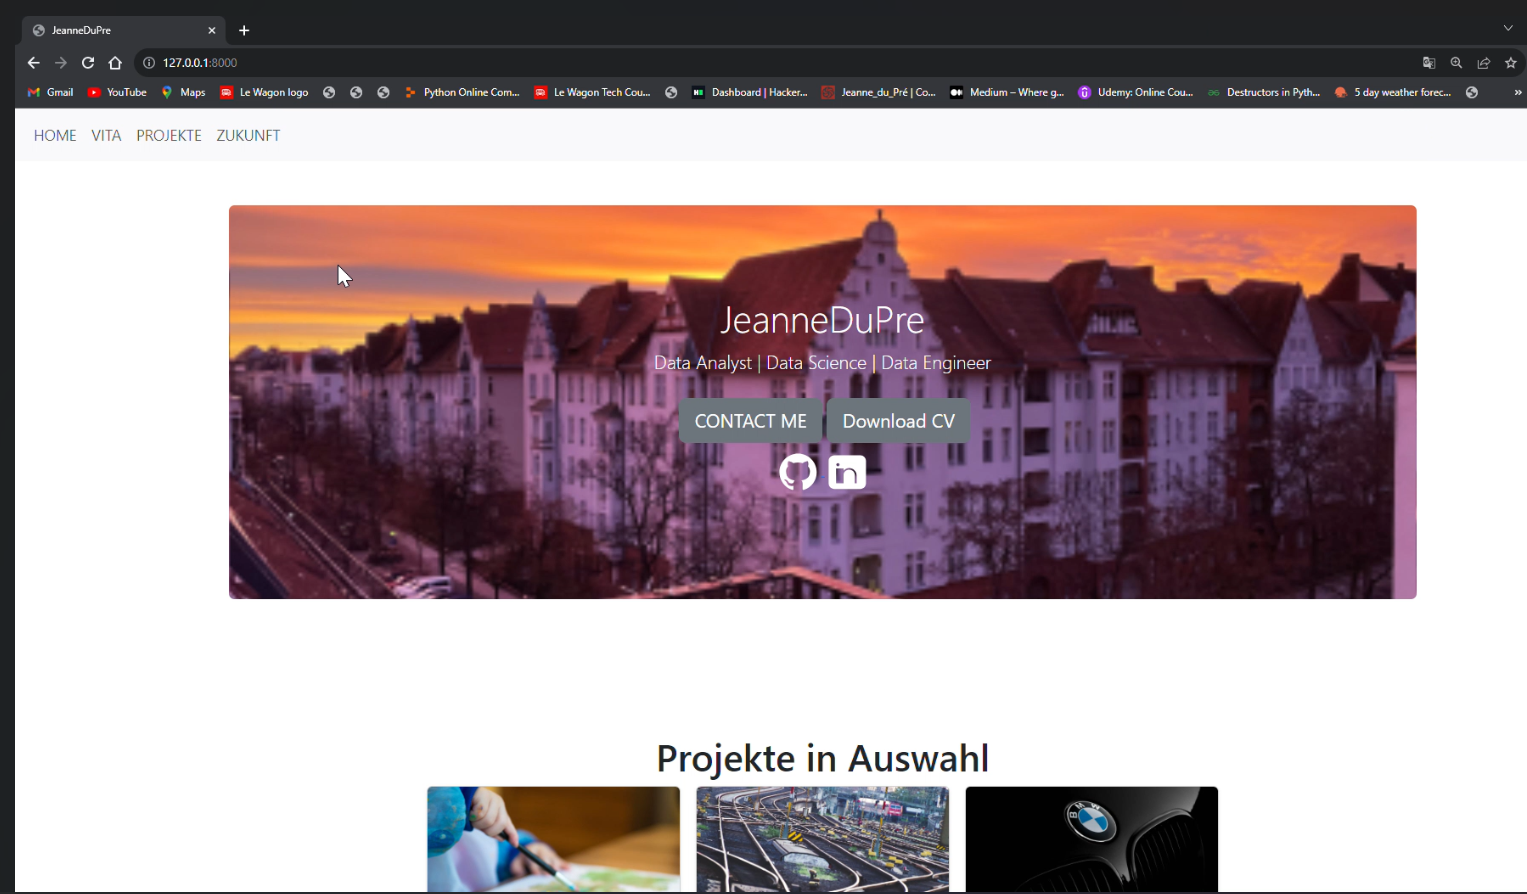 JeanneDuPre
127.0.0.1:8000
Gmail YouTube Maps Le Wagon logo Python Online Com... Le Wagon Tech Cou... Dashboard | Hacker... Jeanne_du_Pré | Co... Medium – Where g... Udemy: Online Cou... Destructors in Pyth... 5 day weather forec... »
HOME VITA PROJEKTE ZUKUNFT
JeanneDuPre
Data Analyst | Data Science | Data Engineer
CONTACT ME Download CV
in
Projekte in Auswahl
BMW